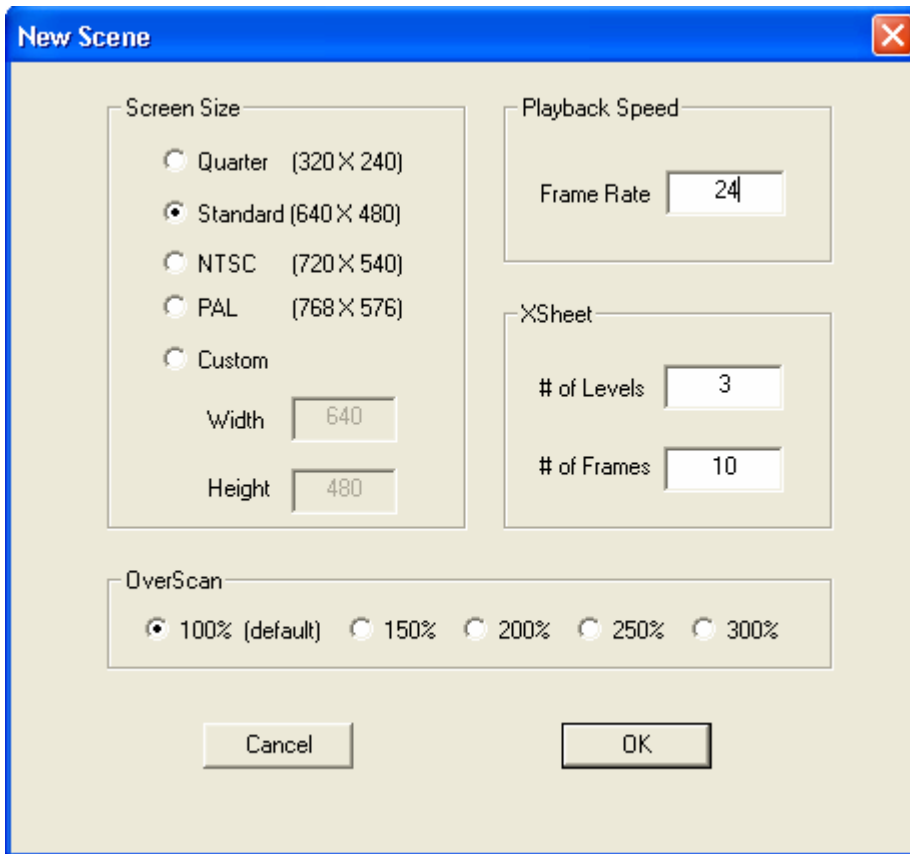 New Scene
Screen Size
Quarter (320 X 240)
Standard (640 X 480)
NTSC (720 X 540)
PAL (768 X 576)
Custom
Width 640
Height 480
Playback Speed
Frame Rate 24
XSheet
# of Levels 3
# of Frames 10
OverScan
100% (default) 150% 200% 250% 300%
Cancel OK